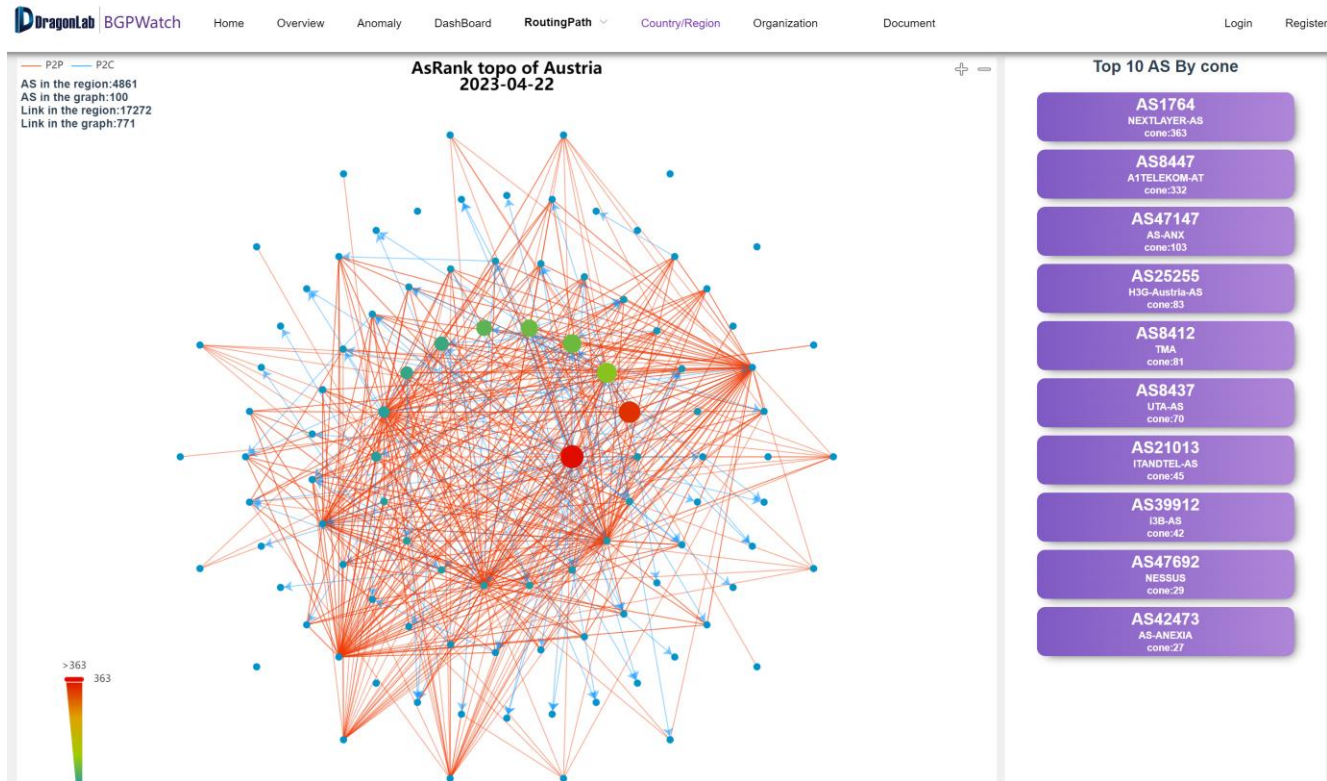 DragonLab BGPWatch Home Overview Anomaly DashBoard RoutingPath Country/Region Organization Document Login Register
P2P P2C
AS in the region:4861
AS in the graph:100
Link in the region:17272
Link in the graph:771
AsRank topo of Austria
2023-04-22
>363
363
Top 10 AS By cone
AS1764
NEXTLAYER-AS
cone:363
AS8447
A1TELEKOM-AT
cone:332
AS47147
AS-ANX
cone:103
AS25255
H3G-Austria-AS
cone:83
AS8412
TMA
cone:81
AS8437
UTA-AS
cone:70
AS21013
ITANDTEL-AS
cone:45
AS39912
I3B-AS
cone:42
AS47692
NESSUS
cone:29
AS42473
AS-ANEXIA
cone:27